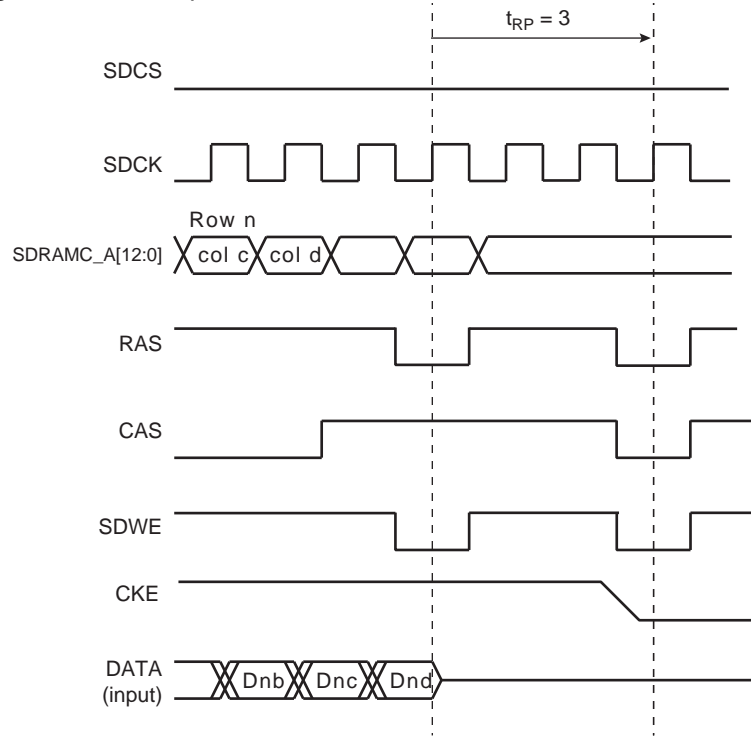 tRP = 3
SDCS
SDCK
Row n
SDRAMC_A[12:0]
col c col d
RAS
CAS
SDWE
CKE
DATA
(input)
Dnb Dnc Dnd